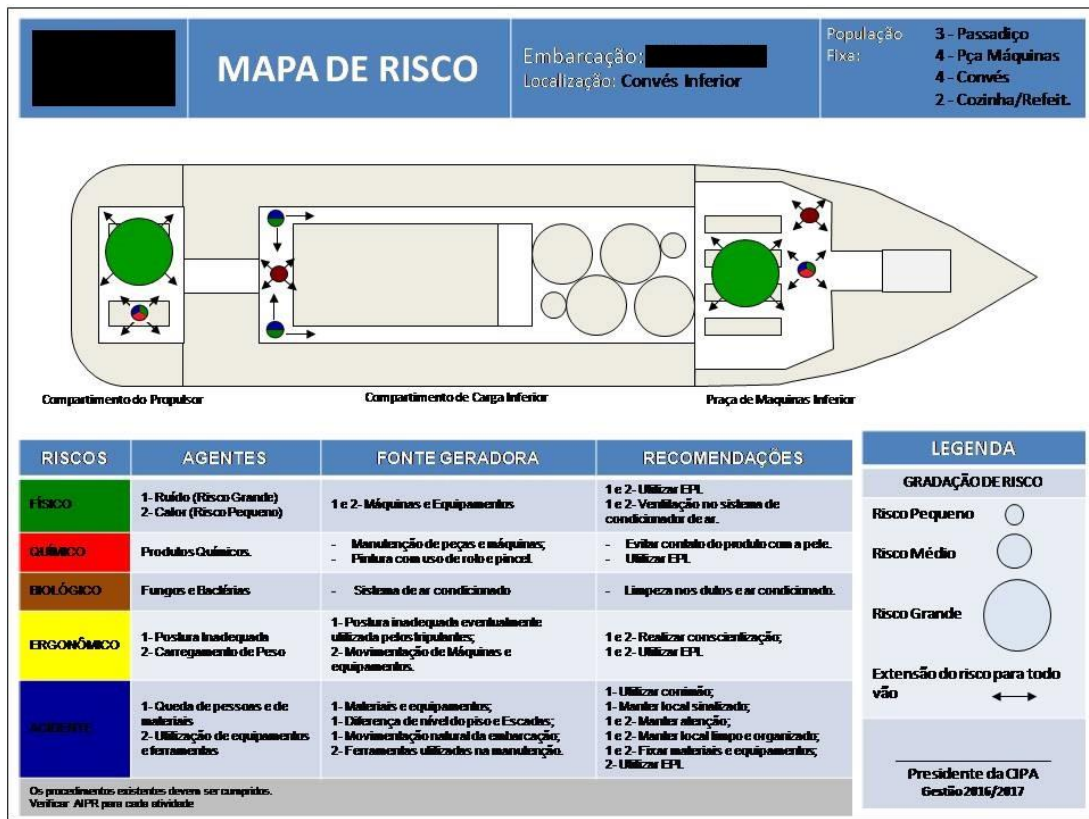 MAPA DE RISCO
Embarcação:
Localização: Convés Inferior
População
Fixa:
3 - Passadiço
4 - Pça Máquinas
4 - Convés
2 - Cozinha/Refeit.
Compartimento do Propulsor
Compartimento de Carga Inferior
Praça de Maquinas Inferior
RISCOS
AGENTES
FONTE GERADORA
RECOMENDAÇÕES
FÍSICO
1- Ruído (Risco Grande)
2- Calor (Risco Pequeno)
1 e 2- Máquinas e Equipamentos
1 e 2- Utilizar EPI.
1 e 2- Ventilação no sistema de
condicionador de ar.
QUÍMICO
Produtos Químicos.
- Manutenção de peças e máquinas;
- Pintura com uso de rolo e pincel.
- Evitar contato do produto com a pele.
- Utilizar EPI.
BIOLÓGICO
Fungos e Bactérias
- Sistema de ar condicionado
- Limpeza nos dutos e ar condicionado.
ERGONÔMICO
1- Postura Inadequada
2- Carregamento de Peso
1- Postura inadequada eventualmente
utilizada pelos tripulantes;
2- Movimentação de Máquinas e
equipamentos.
1 e 2- Realizar conscientização;
1 e 2- Utilizar EPI.
ACIDENTE
1- Queda de pessoas e de
materiais
2- Utilização de equipamentos
e ferramentas
1- Materiais e equipamentos;
1- Diferença de nível do piso e Escadas;
1- Movimentação natural da embarcação;
2- Ferramentas utilizadas na manutenção.
1- Utilizar corrimão;
1- Manter local sinalizado;
1 e 2- Manter atenção;
1 e 2- Manter local limpo e organizado;
1 e 2- Fixar materiais e equipamentos;
2- Utilizar EPI.
Os procedimentos existentes devem ser cumpridos.
Verificar AIPR para cada atividade
LEGENDA
GRADAÇÃO DE RISCO
Risco Pequeno
Risco Médio
Risco Grande
Extensão do risco para todo
vão
Presidente da CIPA
Gestão 2016/2017